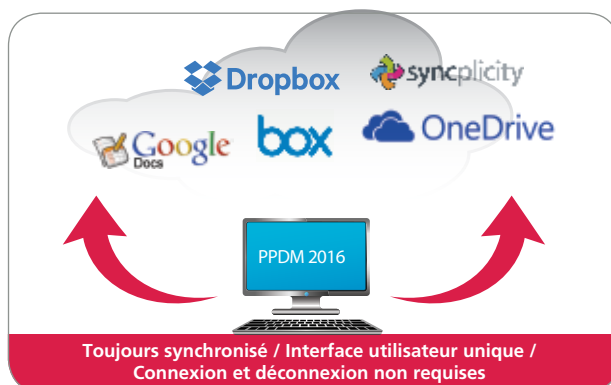 Dropbox
syncplicity
Google
Docs
box
OneDrive
PPDM 2016
Toujours synchronisé / Interface utilisateur unique /
Connexion et déconnexion non requises